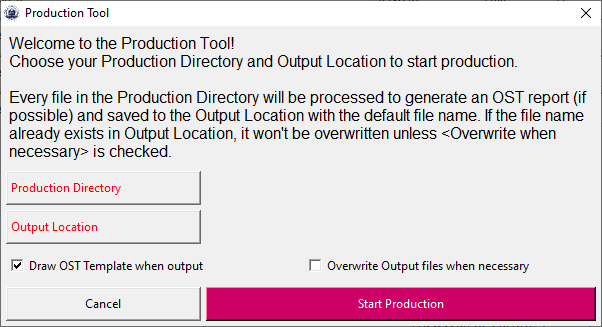 Production Tool
Welcome to the Production Tool!
Choose your Production Directory and Output Location to start production.
Every file in the Production Directory will be processed to generate an OST report (if
possible) and saved to the Output Location with the default file name. If the file name
already exists in Output Location, it won't be overwritten unless <Overwrite when
necessary> is checked.
Production Directory
Output Location
Draw OST Template when output
Overwrite Output files when necessary
Cancel
Start Production